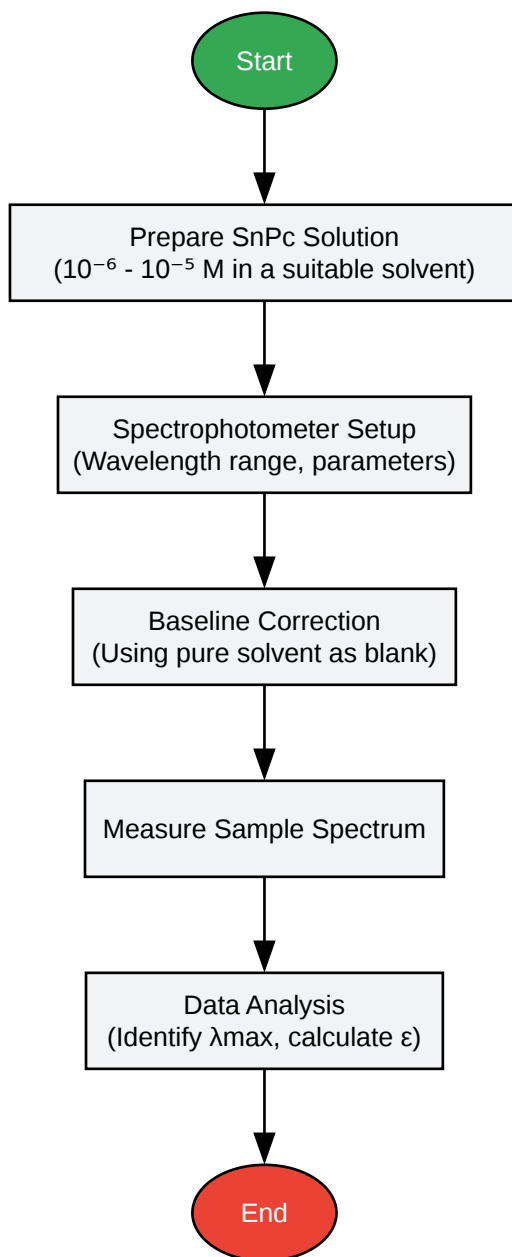 Start
Prepare SnPc Solution
(10⁻⁶ - 10⁻⁵ M in a suitable solvent)
Spectrophotometer Setup
(Wavelength range, parameters)
Baseline Correction
(Using pure solvent as blank)
Measure Sample Spectrum
Data Analysis
(Identify λmax, calculate ε)
End